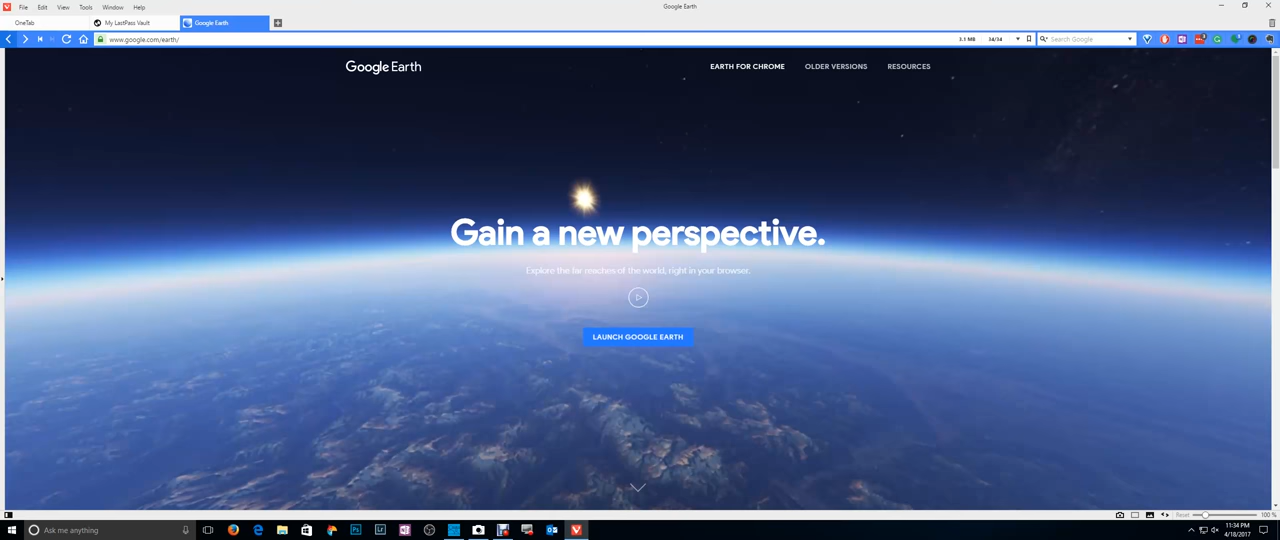 File Edit View Tools Window Help
Google Earth
OneTab
My LastPass Vault
Google Earth
www.google.com/earth/
3.1 MB
34/34
Search Google
Google Earth
EARTH FOR CHROME
OLDER VERSIONS
RESOURCES
Gain a new perspective.
Explore the far reaches of the world, right in your browser.
LAUNCH GOOGLE EARTH
Reset
100 %
Ask me anything
11:34 PM
4/18/2017